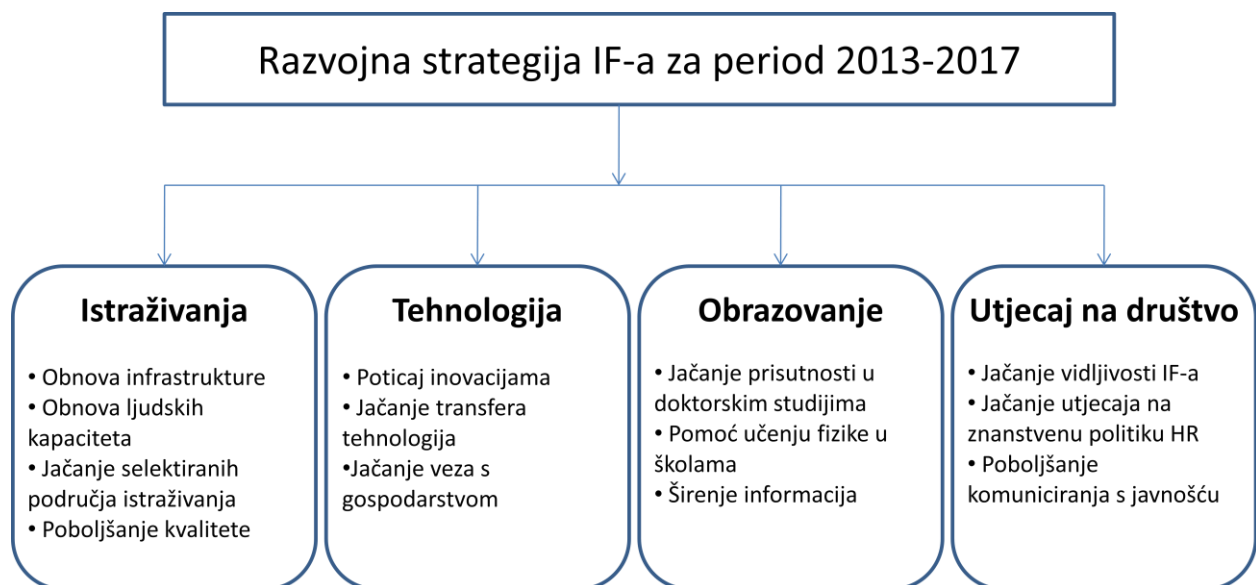 Razvojna strategija IF-a za period 2013-2017
Istraživanja
• Obnova infrastrukture
• Obnova ljudskih
kapaciteta
• Jačanje selektiranih
područja istraživanja
• Poboljšanje kvalitete
Tehnologija
• Poticaj inovacijama
• Jačanje transfera
tehnologija
•Jačanje veza s
gospodarstvom
Obrazovanje
• Jačanje prisutnosti u
doktorskim studijima
• Pomoć učenju fizike u
školama
• Širenje informacija
Utjecaj na društvo
• Jačanje vidljivosti IF-a
• Jačanje utjecaja na
znanstvenu politiku HR
• Poboljšanje
komuniciranja s javnošću